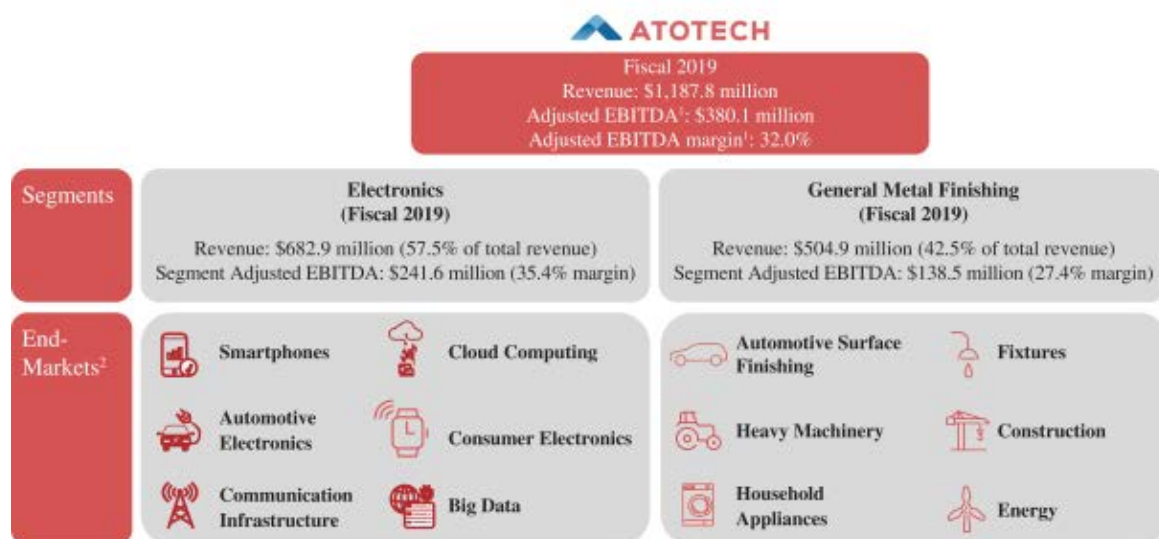 ATOTECH
Fiscal 2019
Revenue: $1,187.8 million
Adjusted EBITDA¹: $380.1 million
Adjusted EBITDA margin¹: 32.0%
Segments
Electronics
(Fiscal 2019)
Revenue: $682.9 million (57.5% of total revenue)
Segment Adjusted EBITDA: $241.6 million (35.4% margin)
General Metal Finishing
(Fiscal 2019)
Revenue: $504.9 million (42.5% of total revenue)
Segment Adjusted EBITDA: $138.5 million (27.4% margin)
End-
Markets²
Smartphones
Cloud Computing
Automotive
Electronics
Consumer Electronics
Communication
Infrastructure
Big Data
Automotive Surface
Finishing
Fixtures
Heavy Machinery
Construction
Household
Appliances
Energy